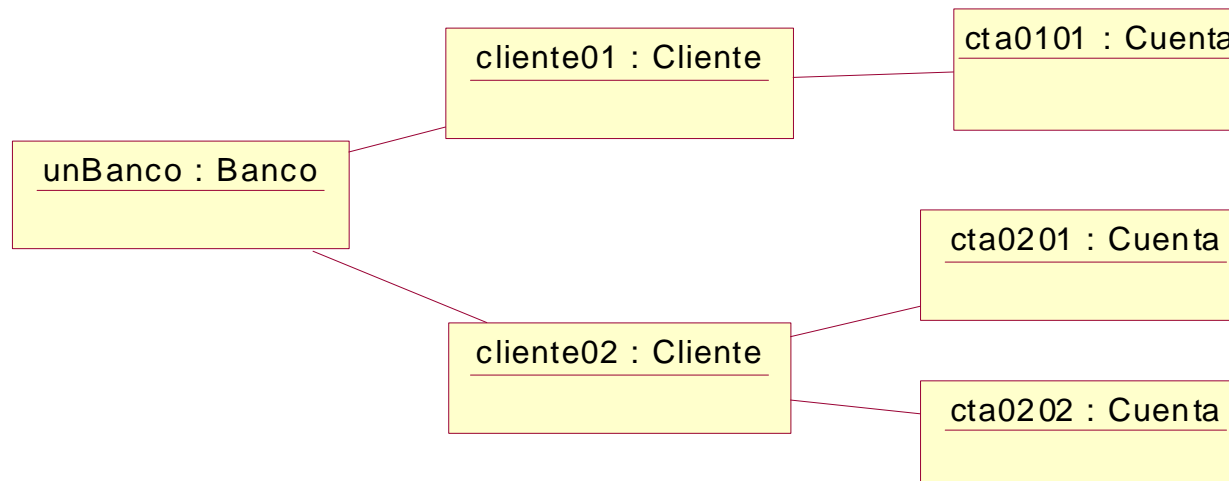 cta0101 : Cuenta
cliente01 : Cliente
unBanco : Banco
cta0201 : Cuenta
cliente02 : Cliente
cta0202 : Cuenta